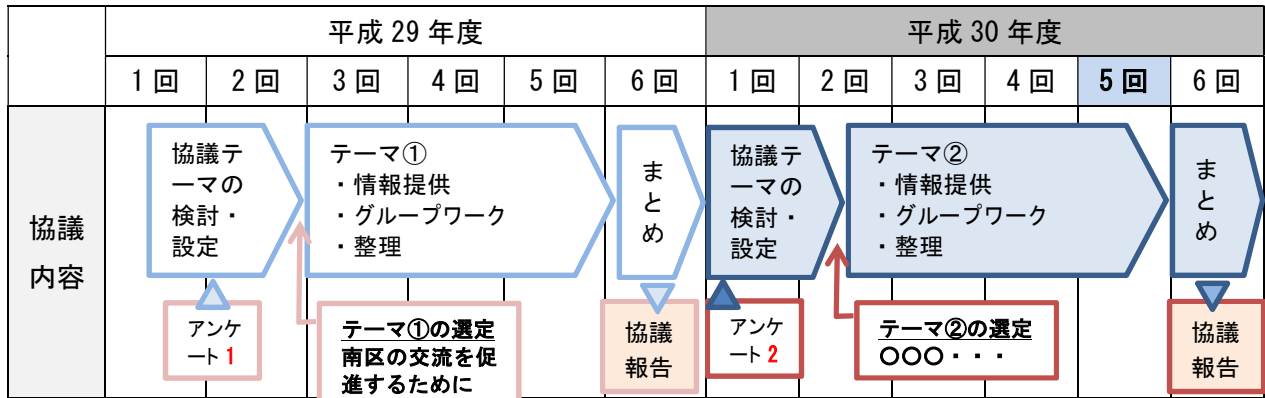 平成 29 年度
平成 30 年度
1 回
2 回
3 回
4 回
5 回
6 回
1 回
2 回
3 回
4 回
5 回
6 回
協議
内容
協議テ
ーマの
検討・
設定
テーマ①
・情報提供
・グループワーク
・整理
まとめ
協議テ
ーマの
検討・
設定
テーマ②
・情報提供
・グループワーク
・整理
まとめ
アンケ
ート 1
テーマ①の選定
南区の交流を促
進するために
協議
報告
アンケ
ート 2
テーマ②の選定
○○○・・・
協議
報告